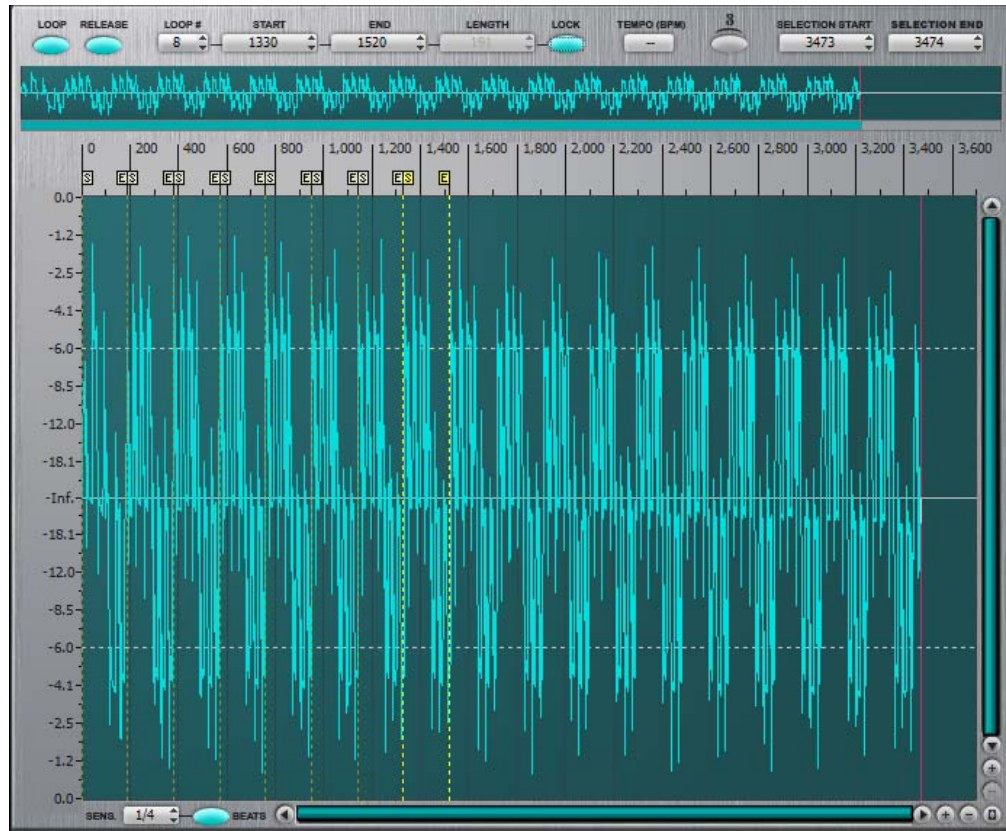 LOOP RELEASE LOOP # START END LENGTH LOCK TEMPO (BPM) 3 SELECTION START SELECTION END
8 1330 1520 191 -- 3473 3474
0 200 400 600 800 1,000 1,200 1,400 1,600 1,800 2,000 2,200 2,400 2,600 2,800 3,000 3,200 3,400 3,600
S E S E S E S E S E S E S E S E
0.0
-1.2
-2.5
-4.1
-6.0
-8.5
-12.0
-18.1
-Inf.
-18.1
-12.0
-8.5
-6.0
-4.1
-2.5
-1.2
0.0
SENS. 1/4 BEATS D